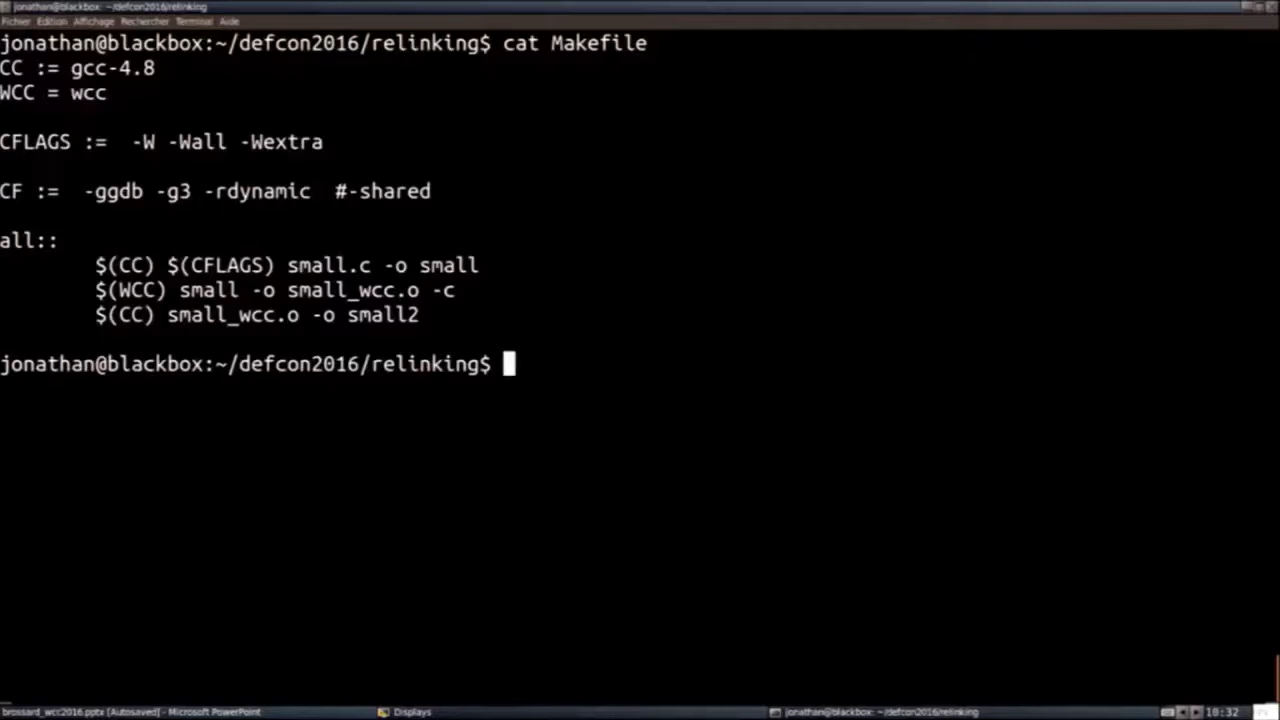 jonathan@blackbox: ~/defcon2016/relinking
Fichier Édition Affichage Rechercher Terminal Aide
jonathan@blackbox:~/defcon2016/relinking$ cat Makefile
CC := gcc-4.8
WCC = wcc
CFLAGS :=  -W -Wall -Wextra
CF :=  -ggdb -g3 -rdynamic  #-shared
all::
        $(CC) $(CFLAGS) small.c -o small
        $(WCC) small -o small_wcc.o -c
        $(CC) small_wcc.o -o small2
jonathan@blackbox:~/defcon2016/relinking$
brossard_wcc2016.pptx [Autosaved] - Microsoft PowerPoint Displays jonathan@blackbox: ~/defcon2016/relinking 10:32